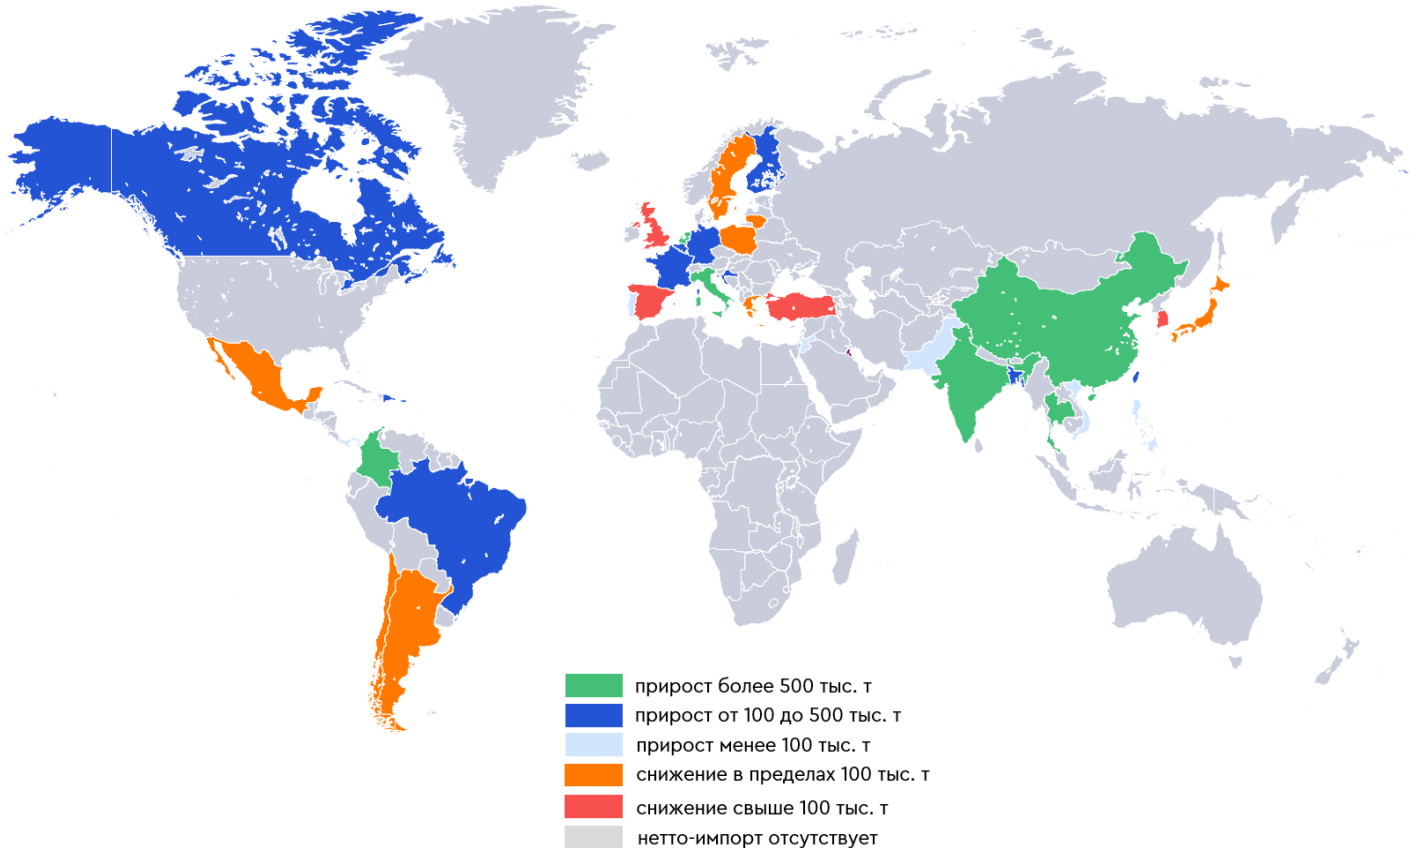 прирост более 500 тыс. т
прирост от 100 до 500 тыс. т
прирост менее 100 тыс. т
снижение в пределах 100 тыс. т
снижение свыше 100 тыс. т
нетто-импорт отсутствует